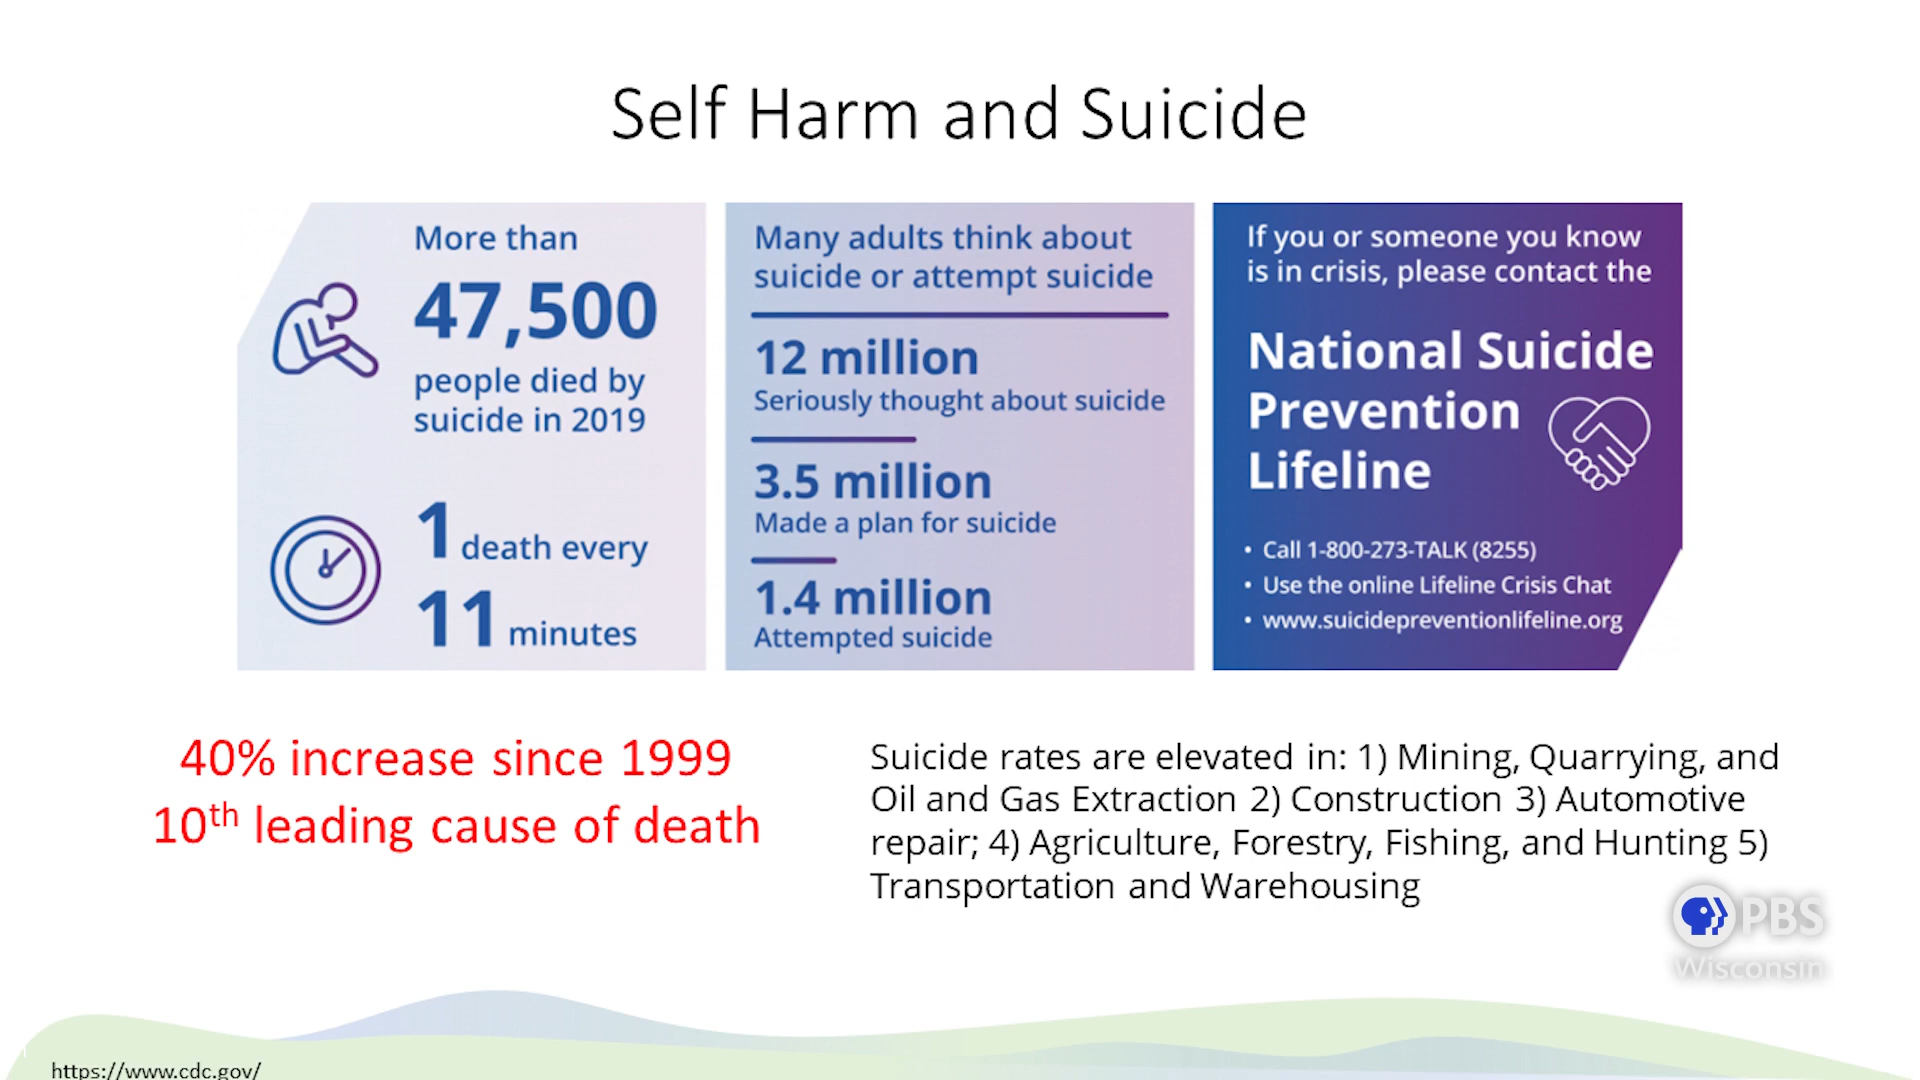 Self Harm and Suicide
More than
47,500
people died by
suicide in 2019
1 death every
11 minutes
Many adults think about
suicide or attempt suicide
12 million
Seriously thought about suicide
3.5 million
Made a plan for suicide
1.4 million
Attempted suicide
If you or someone you know
is in crisis, please contact the
National Suicide
Prevention
Lifeline
• Call 1-800-273-TALK (8255)
• Use the online Lifeline Crisis Chat
• www.suicidepreventionlifeline.org
40% increase since 1999
10th leading cause of death
Suicide rates are elevated in: 1) Mining, Quarrying, and
Oil and Gas Extraction 2) Construction 3) Automotive
repair; 4) Agriculture, Forestry, Fishing, and Hunting 5)
Transportation and Warehousing
PBS
Wisconsin
https://www.cdc.gov/